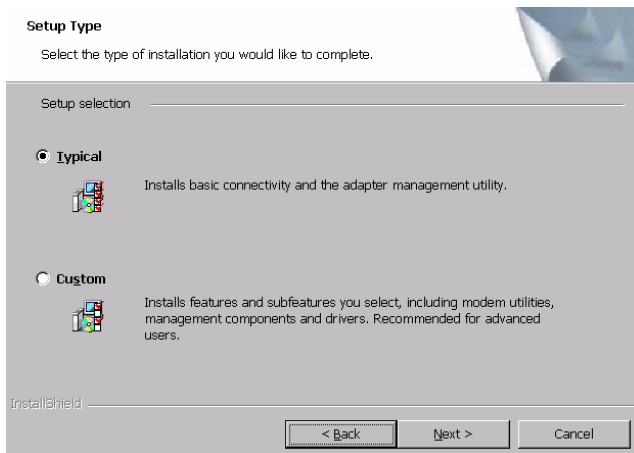 Setup Type
Select the type of installation you would like to complete.
Setup selection
Typical
Installs basic connectivity and the adapter management utility.
Custom
Installs features and subfeatures you select, including modem utilities,
management components and drivers. Recommended for advanced
users.
InstallShield
< Back Next > Cancel